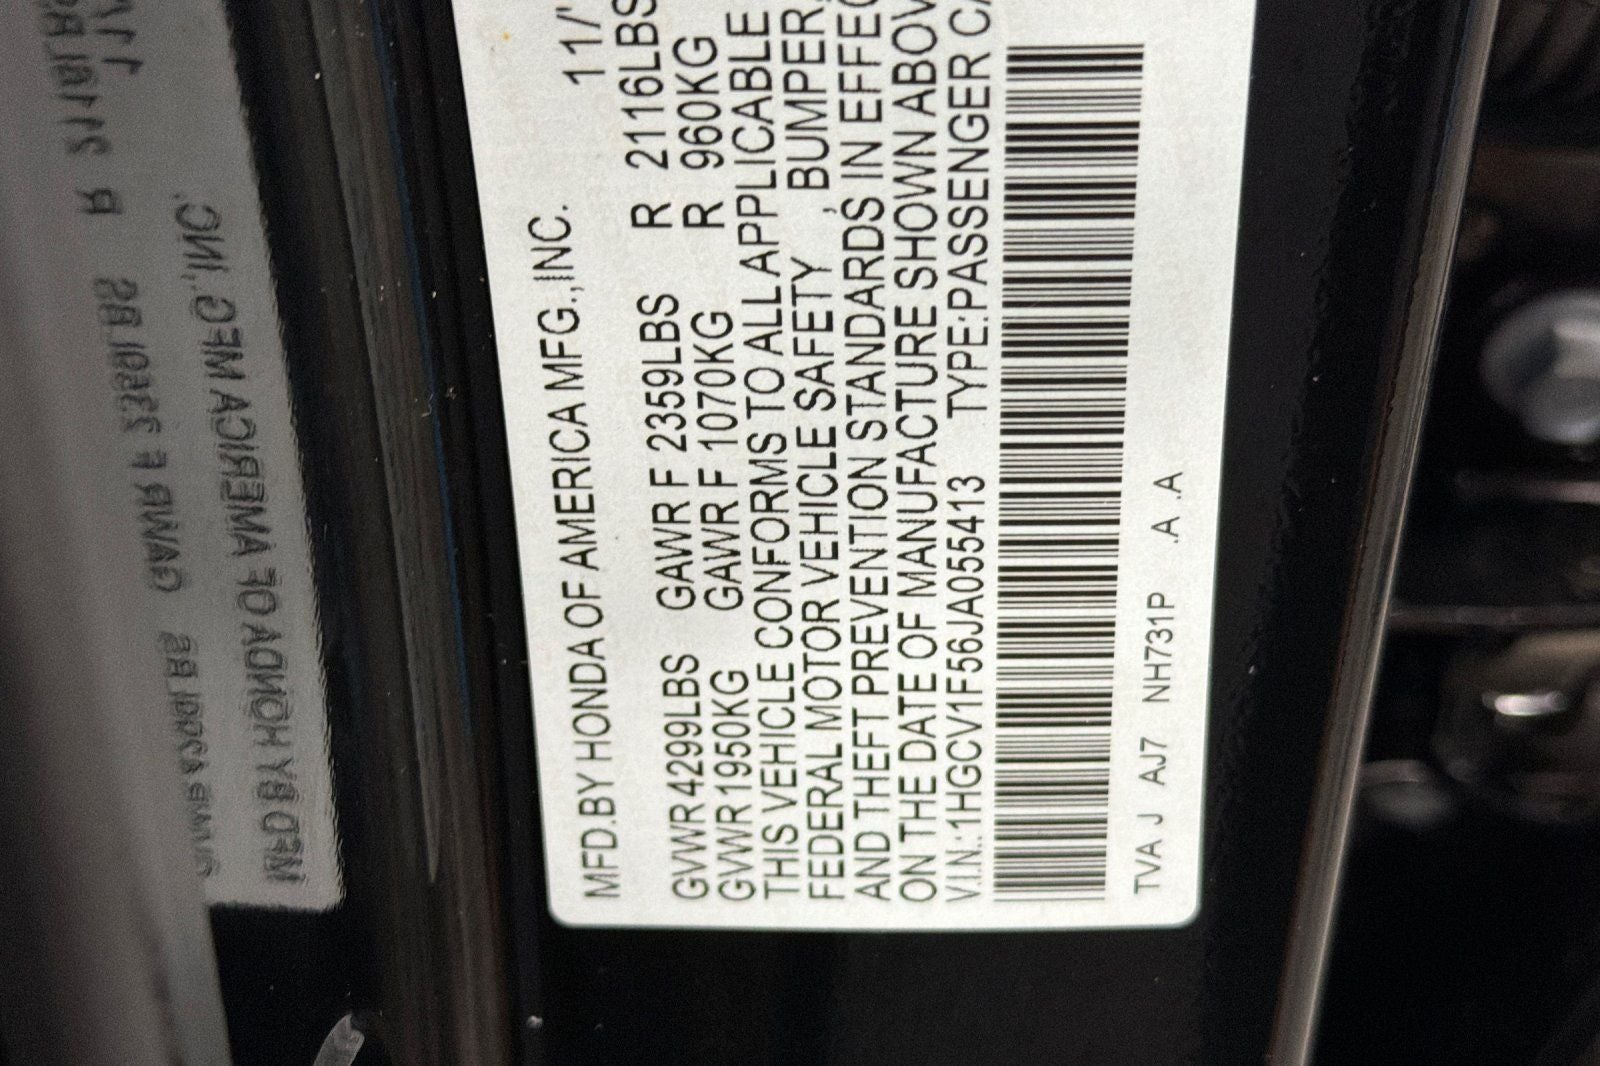 MFD.BY HONDA OF AMERICA MFG.,INC. 11/
GVWR4299LBS GAWR F 2359LBS R 2116LBS
GVWR1950KG GAWR F 1070KG R 960KG
THIS VEHICLE CONFORMS TO ALL APPLICABLE
FEDERAL MOTOR VEHICLE SAFETY , BUMPER,
AND THEFT PREVENTION STANDARDS IN EFFEC
ON THE DATE OF MANUFACTURE SHOWN ABOV
V.I.N.:1HGCV1F56JA055413 TYPE:PASSENGER CA
TVA J AJ7 NH731P .A .A